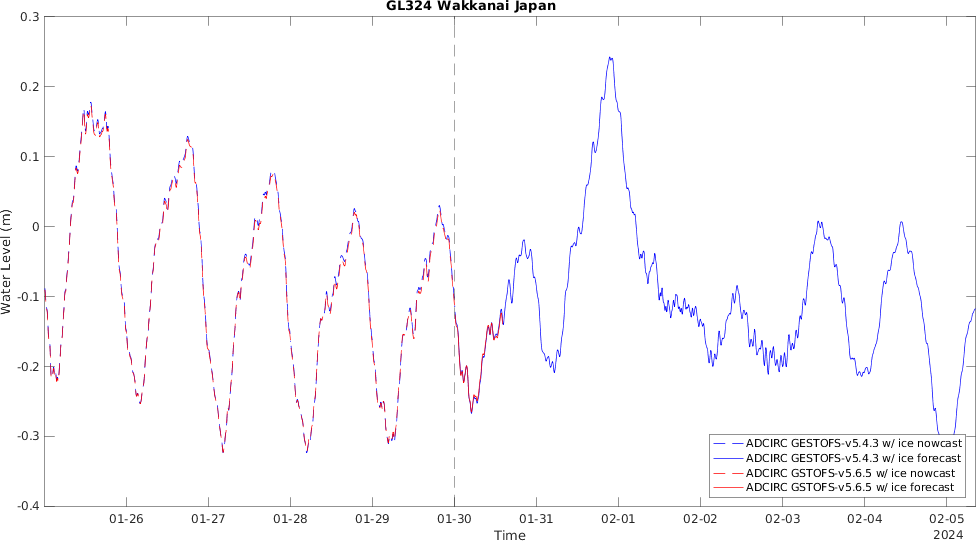 GL324 Wakkanai Japan
Water Level (m)
0.3
0.2
0.1
0
-0.1
-0.2
-0.3
-0.4
01-26 01-27 01-28 01-29 01-30 01-31 02-01 02-02 02-03 02-04 02-05
2024
Time
ADCIRC GESTOFS-v5.4.3 w/ ice nowcast
ADCIRC GESTOFS-v5.4.3 w/ ice forecast
ADCIRC GSTOFS-v5.6.5 w/ ice nowcast
ADCIRC GSTOFS-v5.6.5 w/ ice forecast